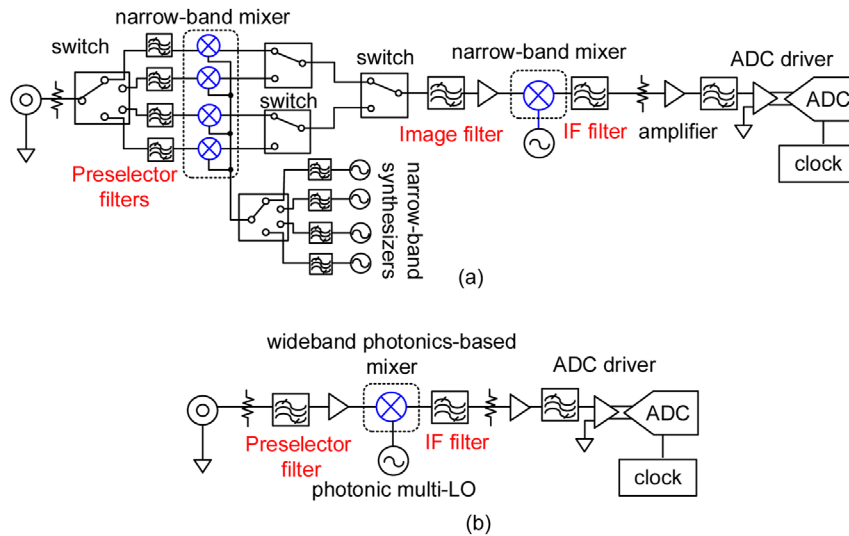 narrow-band mixer
switch
switch
narrow-band mixer
ADC driver
switch
ADC
Image filter
IF filter
amplifier
clock
Preselector
filters
narrow-band
synthesizers
(a)
wideband photonics-based
mixer
ADC driver
ADC
Preselector
filter
IF filter
clock
photonic multi-LO
(b)